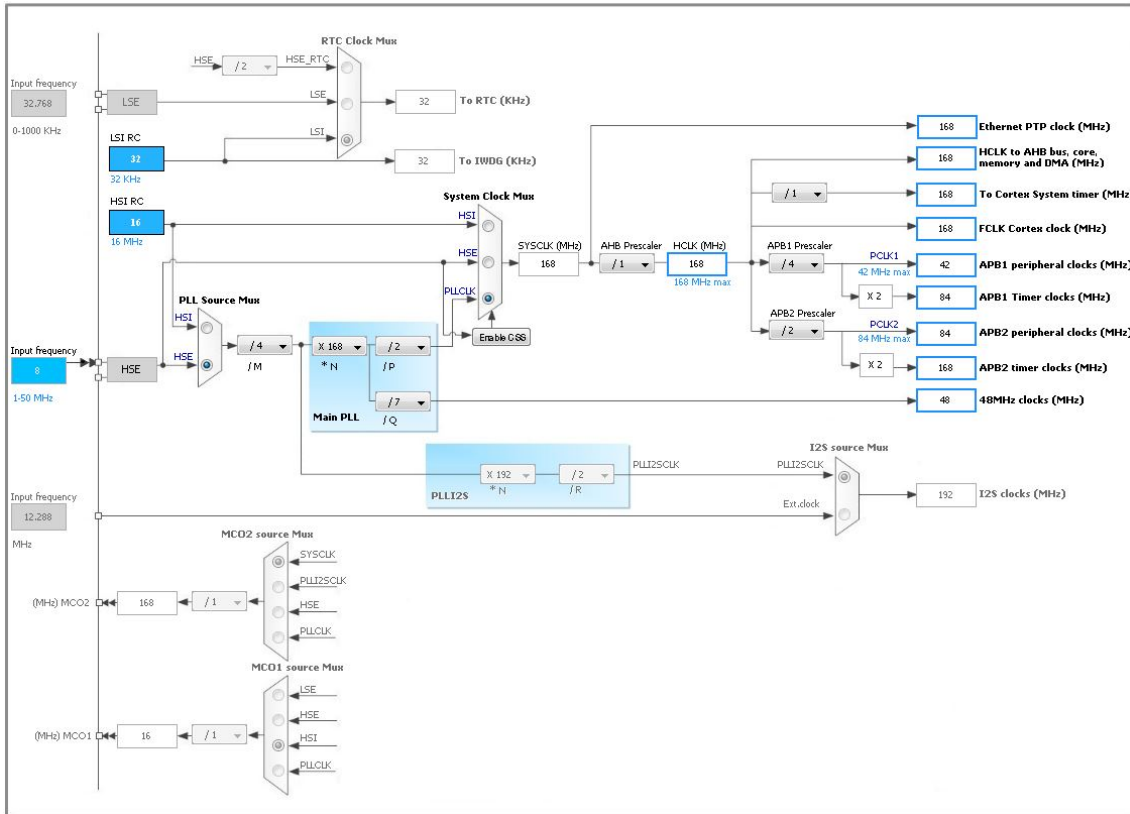 RTC Clock Mux
HSE
/ 2
HSE_RTC
Input frequency
32.768
0-1000 KHz
LSE
LSE
32
To RTC (KHz)
LSI RC
32
32 KHz
LSI
32
To IWDG (KHz)
HSI RC
16
16 MHz
System Clock Mux
HSI
HSE
PLLCLK
Enable CSS
SYSCLK (MHz)
168
AHB Prescaler
/ 1
HCLK (MHz)
168
168 MHz max
168
Ethernet PTP clock (MHz)
168
HCLK to AHB bus, core,
memory and DMA (MHz)
/ 1
168
To Cortex System timer (MHz
168
FCLK Cortex clock (MHz)
APB1 Prescaler
/ 4
PCLK1
42 MHz max
42
APB1 peripheral clocks (MHz)
X 2
84
APB1 Timer clocks (MHz)
APB2 Prescaler
/ 2
PCLK2
84 MHz max
84
APB2 peripheral clocks (MHz)
X 2
168
APB2 timer clocks (MHz)
48
48MHz clocks (MHz)
PLL Source Mux
HSI
HSE
Input frequency
8
1-50 MHz
HSE
/ 4
/ M
X 168
* N
/ 2
/ P
/ 7
/ Q
Main PLL
X 192
* N
/ 2
/ R
PLLI2S
PLLI2SCLK
I2S source Mux
PLLI2SCLK
Ext.clock
192
I2S clocks (MHz)
Input frequency
12.288
MHz
MCO2 source Mux
SYSCLK
PLLI2SCLK
HSE
PLLCLK
(MHz) MCO2
168
/ 1
MCO1 source Mux
LSE
HSE
HSI
PLLCLK
(MHz) MCO1
16
/ 1